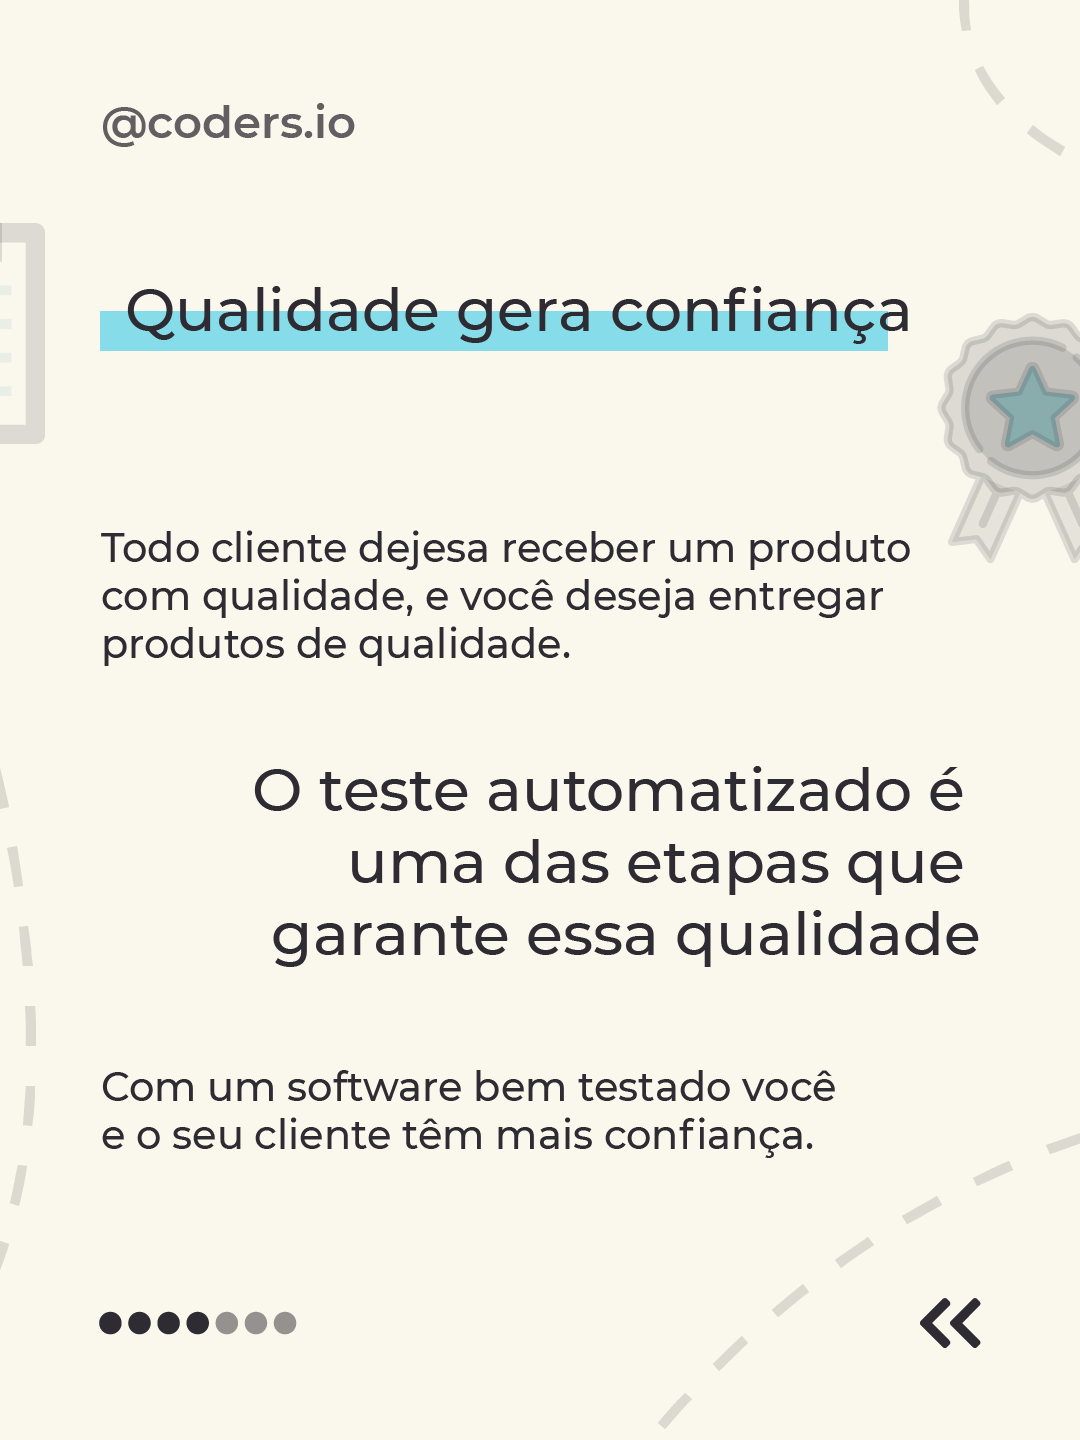 @coders.io
Qualidade gera confiança
Todo cliente dejesa receber um produto
com qualidade, e você deseja entregar
produtos de qualidade.
O teste automatizado é
uma das etapas que
garante essa qualidade
Com um software bem testado você
e o seu cliente têm mais confiança.